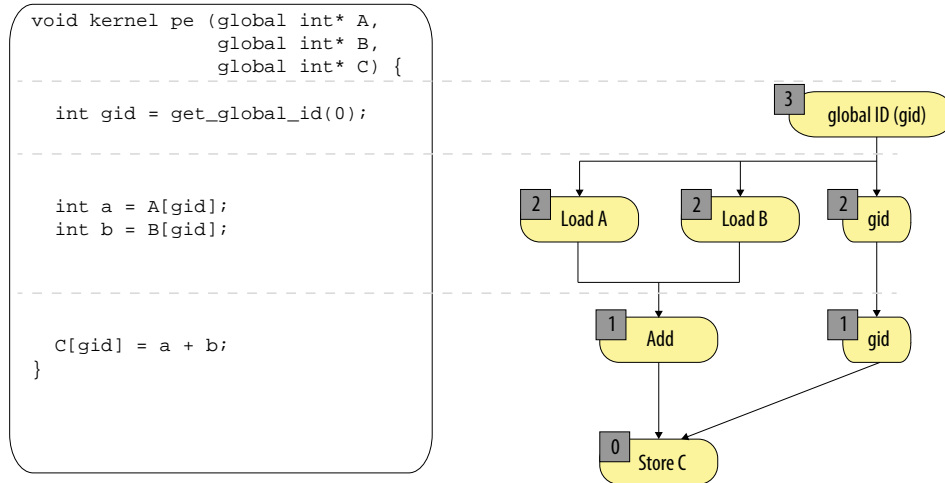 void kernel pe (global int* A,
global int* B,
global int* C) {
int gid = get_global_id(0);
int a = A[gid];
int b = B[gid];
C[gid] = a + b;
}
3
global ID (gid)
2
Load A
2
Load B
2
gid
1
Add
1
gid
0
Store C